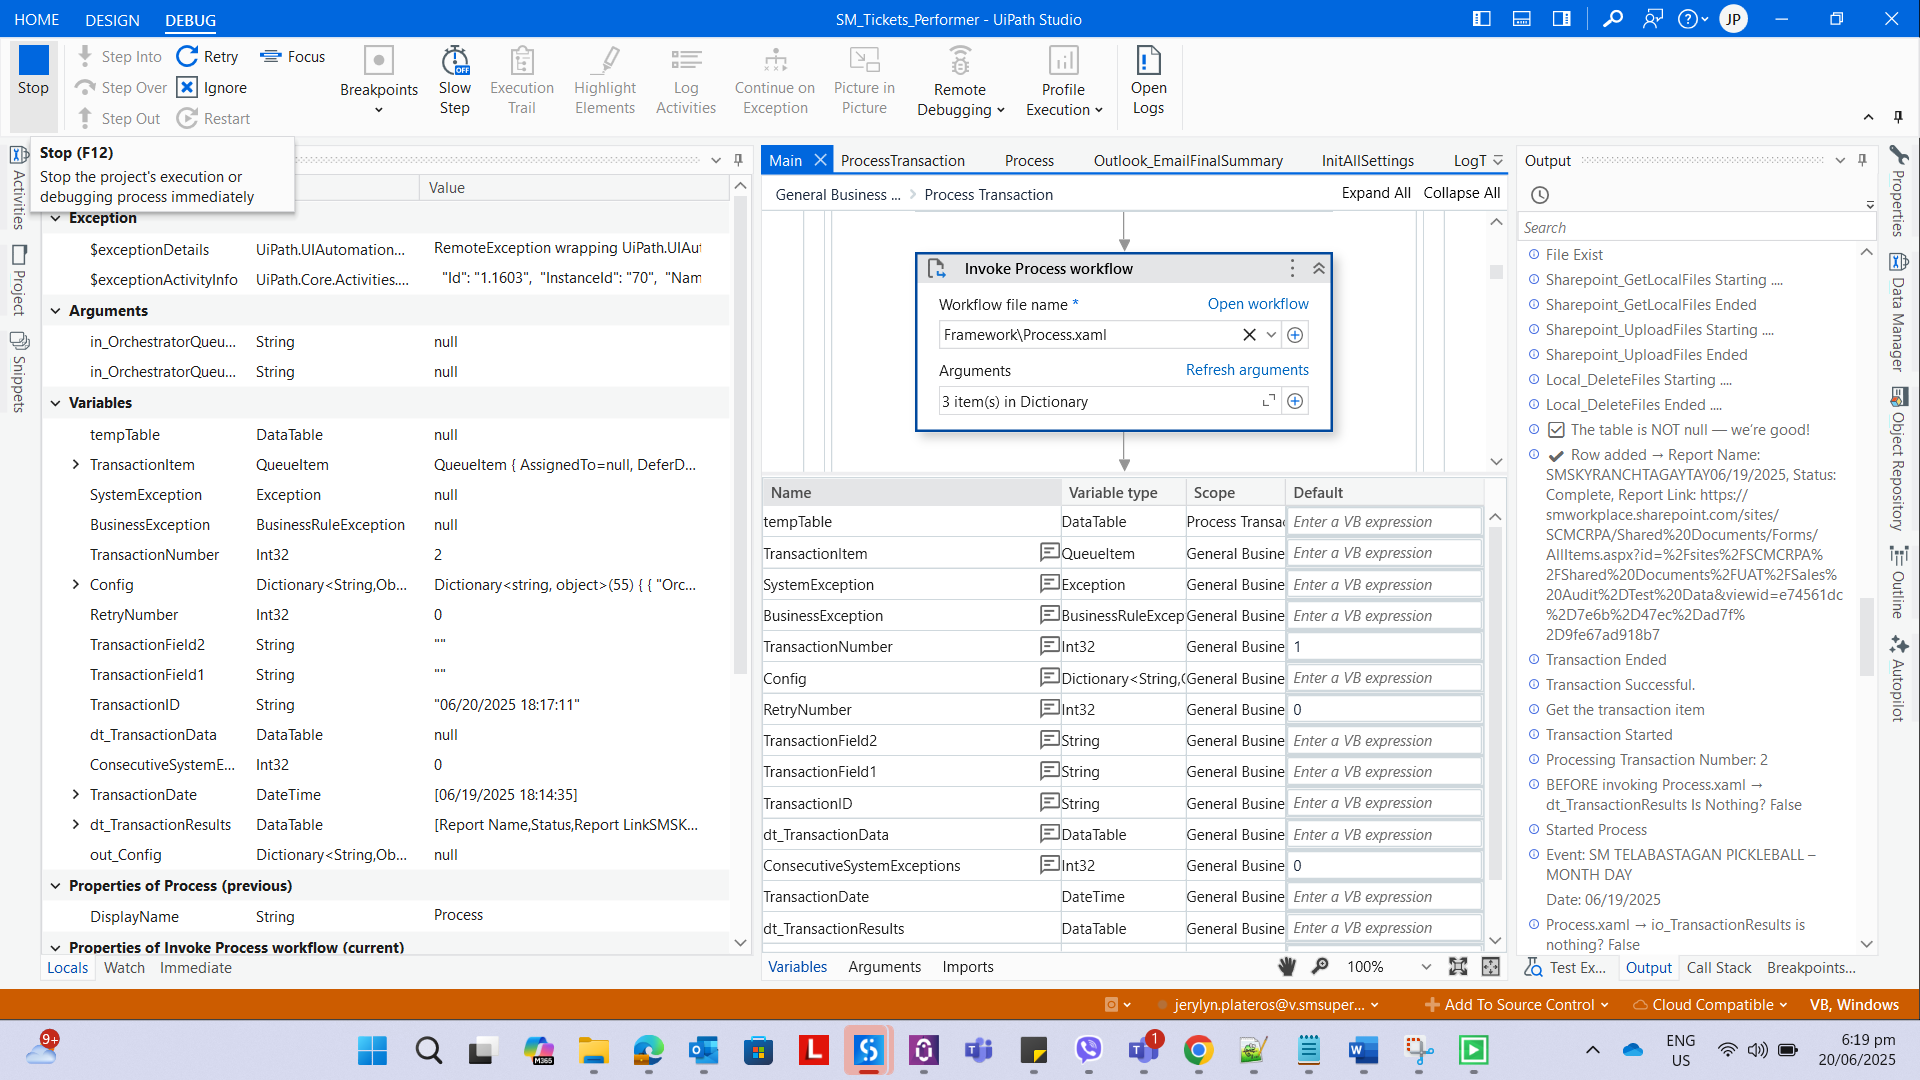 HOME DESIGN DEBUG
SM_Tickets_Performer - UiPath Studio
JP
Stop
Step Into
Step Over
Step Out
Retry
Ignore
Restart
Focus
Breakpoints
Slow Step
OFF
Execution Trail
Highlight Elements
Log Activities
Continue on Exception
Picture in Picture
Remote Debugging
Profile Execution
Open Logs
Stop (F12)
Stop the project's execution or
debugging process immediately
Activities
Project
Snippets
Value
Exception
$exceptionDetails UiPath.UIAutomation... RemoteException wrapping UiPath.UIAut
$exceptionActivityInfo UiPath.Core.Activities.... "Id": "1.1603", "InstanceId": "70", "Nam
Arguments
in_OrchestratorQueu... String null
in_OrchestratorQueu... String null
Variables
tempTable DataTable null
TransactionItem QueueItem QueueItem { AssignedTo=null, DeferD...
SystemException Exception null
BusinessException BusinessRuleException null
TransactionNumber Int32 2
Config Dictionary<String,Ob... Dictionary<string, object>(55) { { "Orc...
RetryNumber Int32 0
TransactionField2 String ""
TransactionField1 String ""
TransactionID String "06/20/2025 18:17:11"
dt_TransactionData DataTable null
ConsecutiveSystemE... Int32 0
TransactionDate DateTime [06/19/2025 18:14:35]
dt_TransactionResults DataTable [Report Name,Status,Report LinkSMSK...
out_Config Dictionary<String,Ob... null
Properties of Process (previous)
DisplayName String Process
Properties of Invoke Process workflow (current)
Locals Watch Immediate
Main ProcessTransaction Process Outlook_EmailFinalSummary InitAllSettings LogT
General Business ... > Process Transaction
Expand All Collapse All
Invoke Process workflow
Workflow file name * Open workflow
Framework\Process.xaml
Arguments Refresh arguments
3 item(s) in Dictionary
Name Variable type Scope Default
tempTable DataTable Process Transac Enter a VB expression
TransactionItem QueueItem General Busine Enter a VB expression
SystemException Exception General Busine Enter a VB expression
BusinessException BusinessRuleExcep General Busine Enter a VB expression
TransactionNumber Int32 General Busine 1
Config Dictionary<String,O General Busine Enter a VB expression
RetryNumber Int32 General Busine 0
TransactionField2 String General Busine Enter a VB expression
TransactionField1 String General Busine Enter a VB expression
TransactionID String General Busine Enter a VB expression
dt_TransactionData DataTable General Busine Enter a VB expression
ConsecutiveSystemExceptions Int32 General Busine 0
TransactionDate DateTime General Busine Enter a VB expression
dt_TransactionResults DataTable General Busine Enter a VB expression
Variables Arguments Imports
100%
Output
Search
File Exist
Sharepoint_GetLocalFiles Starting ....
Sharepoint_GetLocalFiles Ended
Sharepoint_UploadFiles Starting ....
Sharepoint_UploadFiles Ended
Local_DeleteFiles Starting ....
Local_DeleteFiles Ended ....
☑ The table is NOT null — we're good!
✔ Row added → Report Name:
SMSKYRANCHTAGAYTAY06/19/2025, Status:
Complete, Report Link: https://
smworkplace.sharepoint.com/sites/
SCMCRPA/Shared%20Documents/Forms/
AllItems.aspx?id=%2Fsites%2FSCMCRPA%
2FShared%20Documents%2FUAT%2FSales%
20Audit%2DTest%20Data&viewid=e74561dc
%2D7e6b%2D47ec%2Dad7f%
2D9fe67ad918b7
Transaction Ended
Transaction Successful.
Get the transaction item
Transaction Started
Processing Transaction Number: 2
BEFORE invoking Process.xaml →
dt_TransactionResults Is Nothing? False
Started Process
Event: SM TELABASTAGAN PICKLEBALL –
MONTH DAY
Date: 06/19/2025
Process.xaml → io_TransactionResults is
nothing? False
Test Ex... Output Call Stack Breakpoints...
Properties
Data Manager
Object Repository
Outline
Autopilot
jerylyn.plateros@v.smsuper...
Add To Source Control
Cloud Compatible
VB, Windows
9+
M365
L
1
ENG
US
6:19 pm
20/06/2025